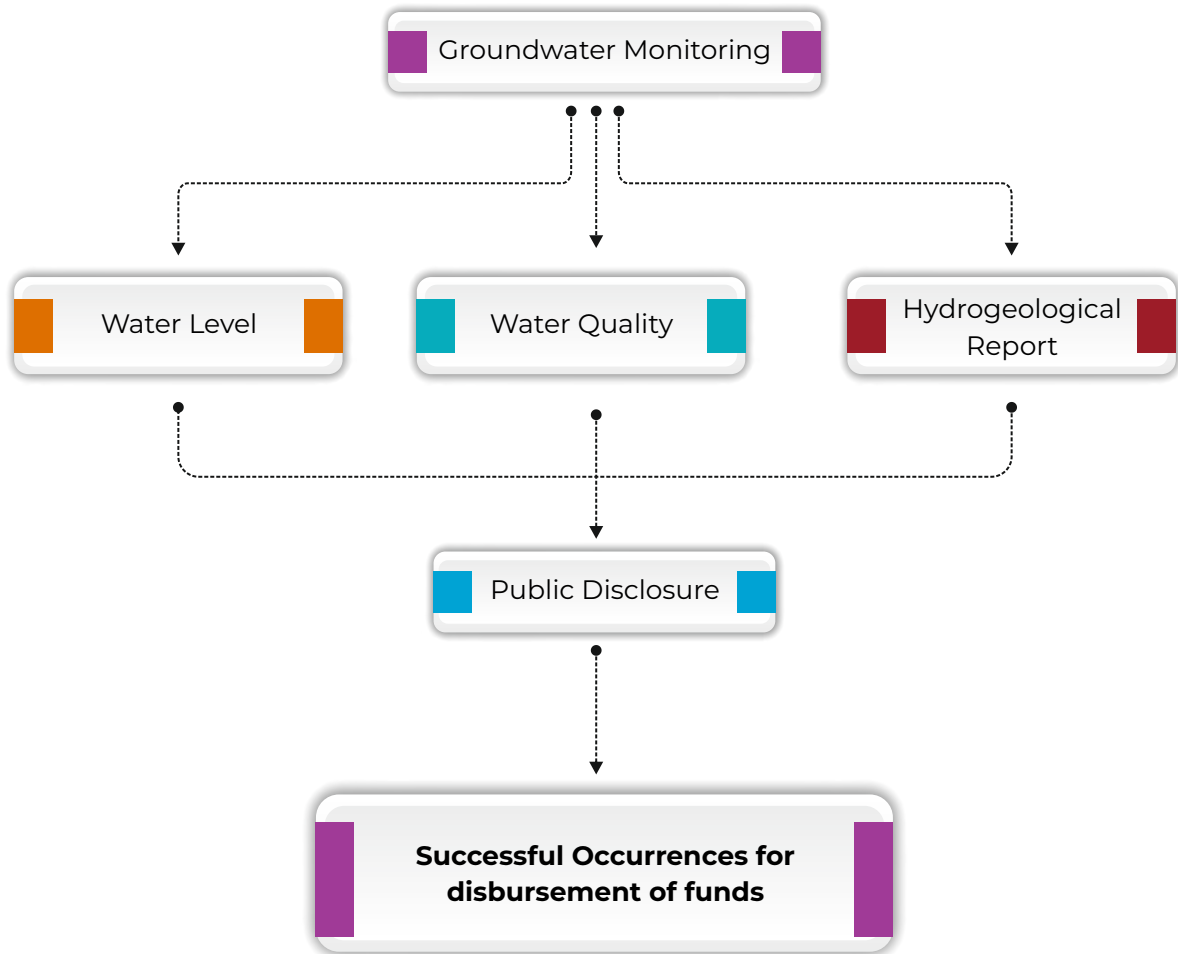 Groundwater Monitoring
Water Level
Water Quality
Hydrogeological
Report
Public Disclosure
Successful Occurrences for
disbursement of funds